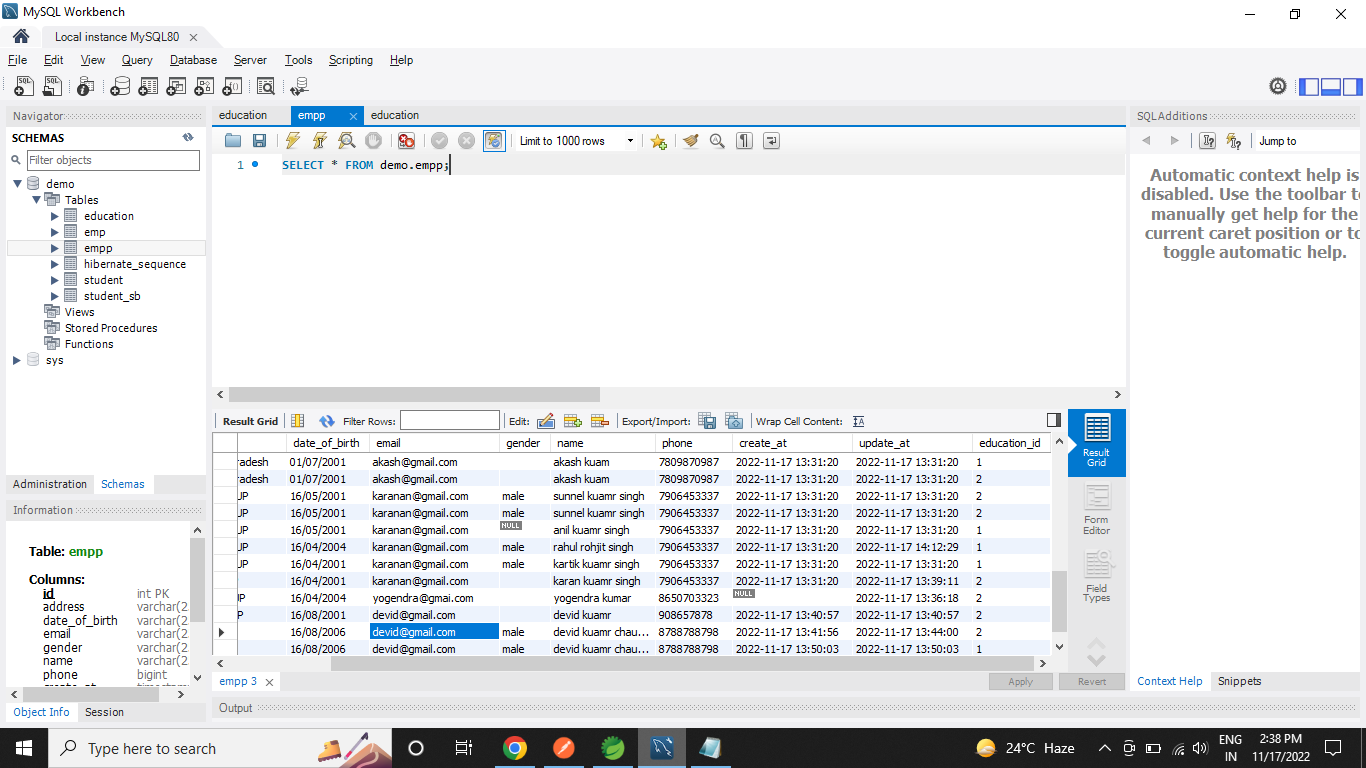 MySQL Workbench
Local instance MySQL80
File Edit View Query Database Server Tools Scripting Help
Navigator
SCHEMAS
Filter objects
demo
Tables
education
emp
empp
hibernate_sequence
student
student_sb
Views
Stored Procedures
Functions
sys
Administration Schemas
Information
Table: empp
Columns:
id int PK
address varchar(2
date_of_birth varchar(2
email varchar(2
gender varchar(2
name varchar(2
phone bigint
Object Info Session
education empp education
Limit to 1000 rows
1 SELECT * FROM demo.empp;
Result Grid Filter Rows: Edit: Export/Import: Wrap Cell Content:
date_of_birth email gender name phone create_at update_at education_id
radesh 01/07/2001 akash@gmail.com akash kuam 7809870987 2022-11-17 13:31:20 2022-11-17 13:31:20 1
radesh 01/07/2001 akash@gmail.com akash kuam 7809870987 2022-11-17 13:31:20 2022-11-17 13:31:20 2
UP 16/05/2001 karanan@gmail.com male sunnel kuamr singh 7906453337 2022-11-17 13:31:20 2022-11-17 13:31:20 2
UP 16/05/2001 karanan@gmail.com male sunnel kuamr singh 7906453337 2022-11-17 13:31:20 2022-11-17 13:31:20 2
UP 16/05/2001 karanan@gmail.com NULL anil kuamr singh 7906453337 2022-11-17 13:31:20 2022-11-17 13:31:20 1
UP 16/04/2004 karanan@gmail.com male rahul rohjit singh 7906453337 2022-11-17 13:31:20 2022-11-17 14:12:29 1
UP 16/04/2001 karanan@gmail.com male kartik kuamr singh 7906453337 2022-11-17 13:31:20 2022-11-17 13:31:20 1
16/04/2001 karanan@gmail.com karan kuamr singh 7906453337 2022-11-17 13:31:20 2022-11-17 13:39:11 2
IP 16/04/2004 yogendra@gmai.com yogendra kumar 8650703323 NULL 2022-11-17 13:36:18 2
P 16/08/2001 devid@gmail.com devid kuamr 908657878 2022-11-17 13:40:57 2022-11-17 13:40:57 2
16/08/2006 devid@gmail.com male devid kuamr chau... 8788788798 2022-11-17 13:41:56 2022-11-17 13:44:00 2
16/08/2006 devid@gmail.com male devid kuamr chau... 8788788798 2022-11-17 13:50:03 2022-11-17 13:50:03 1
Result
Grid
Form
Editor
Field
Types
empp 3 Apply Revert
Output
SQLAdditions
Jump to
Automatic context help is
disabled. Use the toolbar to
manually get help for the
current caret position or to
toggle automatic help.
Context Help Snippets
Type here to search
24°C Haze
ENG
IN
2:38 PM
11/17/2022